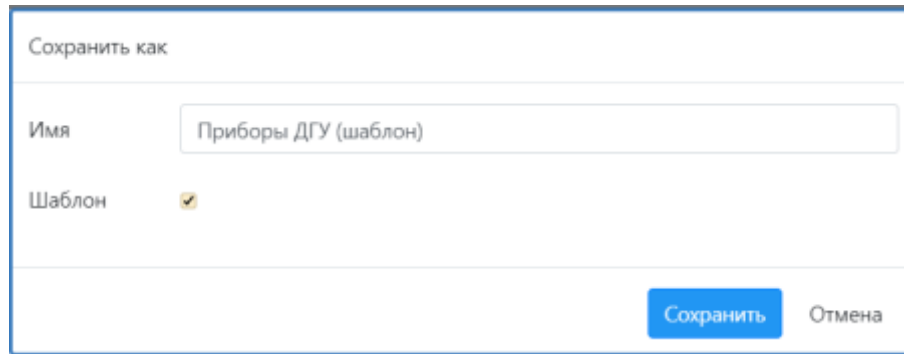 Сохранить как
Имя Приборы ДГУ (шаблон)
Шаблон
Сохранить Отмена